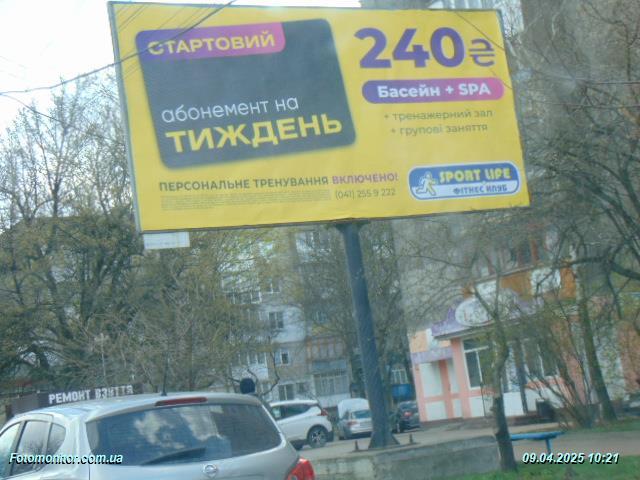 СТАРТОВИЙ
абонемент на
ТИЖДЕНЬ
240₴
Басейн + SPA
+ тренажерний зал
+ групові заняття
ПЕРСОНАЛЬНЕ ТРЕНУВАННЯ ВКЛЮЧЕНО!
(041) 255 9 222
SPORT LIFE
ФІТНЕС КЛУБ
РЕМОНТ ВЗУТТЯ
Fotomonitor.com.ua
09.04.2025 10:21